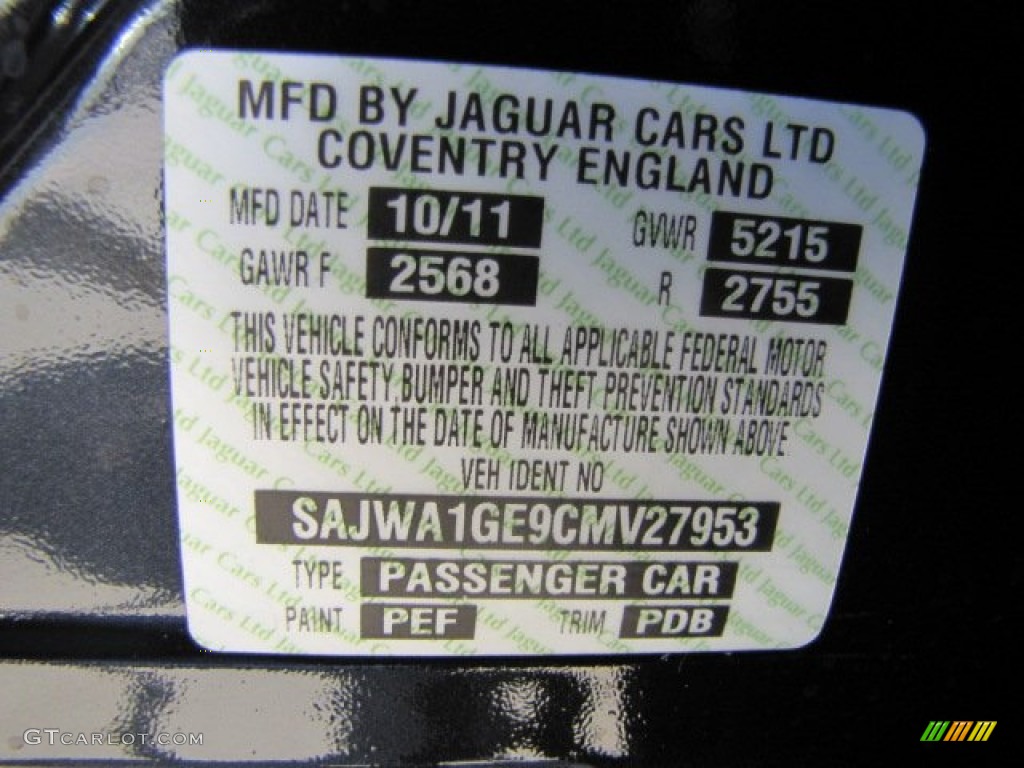 MFD BY JAGUAR CARS LTD
COVENTRY ENGLAND
MFD DATE 10/11 GVWR 5215
GAWR F 2568 R 2755
THIS VEHICLE CONFORMS TO ALL APPLICABLE FEDERAL MOTOR
VEHICLE SAFETY, BUMPER AND THEFT PREVENTION STANDARDS
IN EFFECT ON THE DATE OF MANUFACTURE SHOWN ABOVE
VEH IDENT NO
SAJWA1GE9CMV27953
TYPE PASSENGER CAR
PAINT PEF TRIM PDB
GTCARLOT.COM